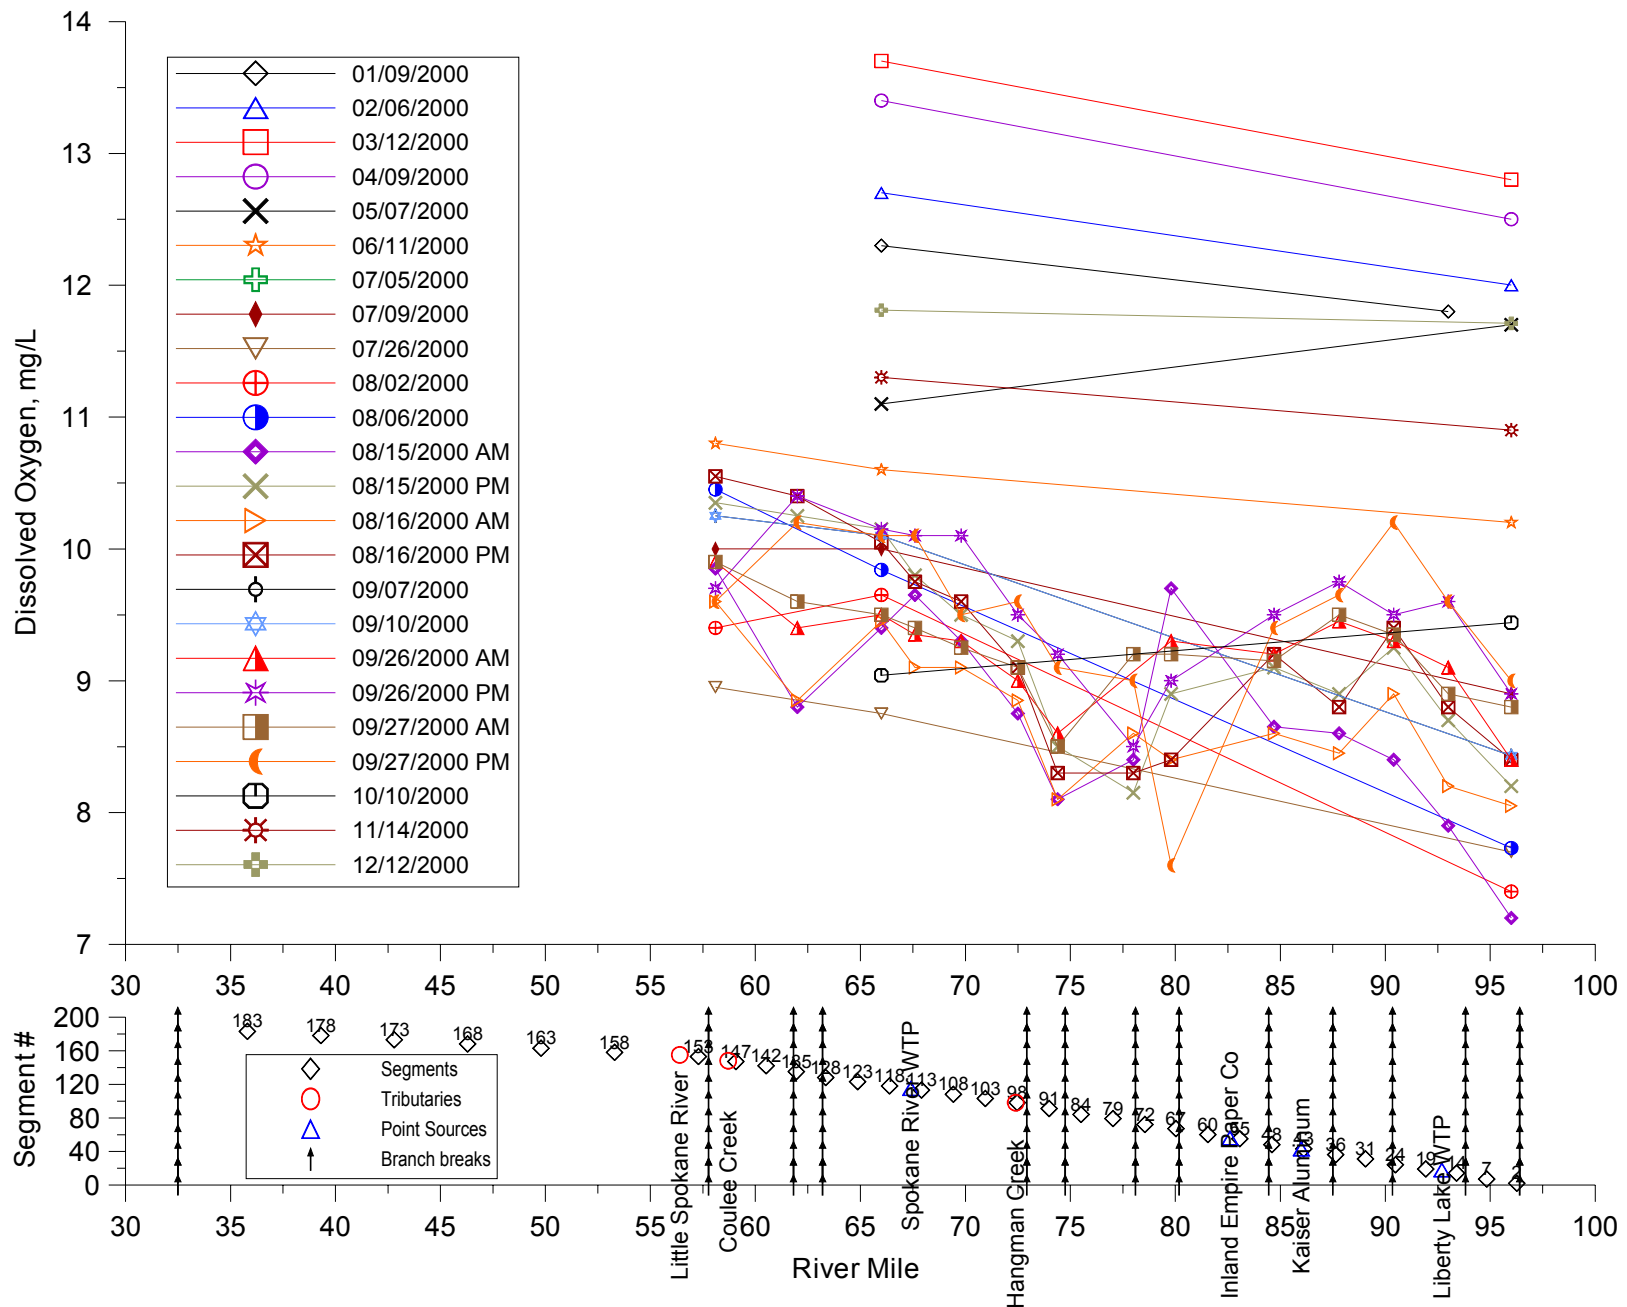 14
13
12
11
10
9
8
7
Dissolved Oxygen, mg/L
01/09/2000
02/06/2000
03/12/2000
04/09/2000
05/07/2000
06/11/2000
07/05/2000
07/09/2000
07/26/2000
08/02/2000
08/06/2000
08/15/2000 AM
08/15/2000 PM
08/16/2000 AM
08/16/2000 PM
09/07/2000
09/10/2000
09/26/2000 AM
09/26/2000 PM
09/27/2000 AM
09/27/2000 PM
10/10/2000
11/14/2000
12/12/2000
30 35 40 45 50 55 60 65 70 75 80 85 90 95 100
Segment #
200
160
120
80
40
0
183 178 173 168 163 158 153 147 142 135 128 123 118 113 108 103 98 91 84 79 72 67 60 55 48 43 36 31 24 19 14 7 2
Segments
Tributaries
Point Sources
Branch breaks
Little Spokane River
Coulee Creek
Spokane River WTP
Hangman Creek
Inland Empire Paper Co
Kaiser Aluminum
Liberty Lake WTP
30 35 40 45 50 55 60 65 70 75 80 85 90 95 100
River Mile